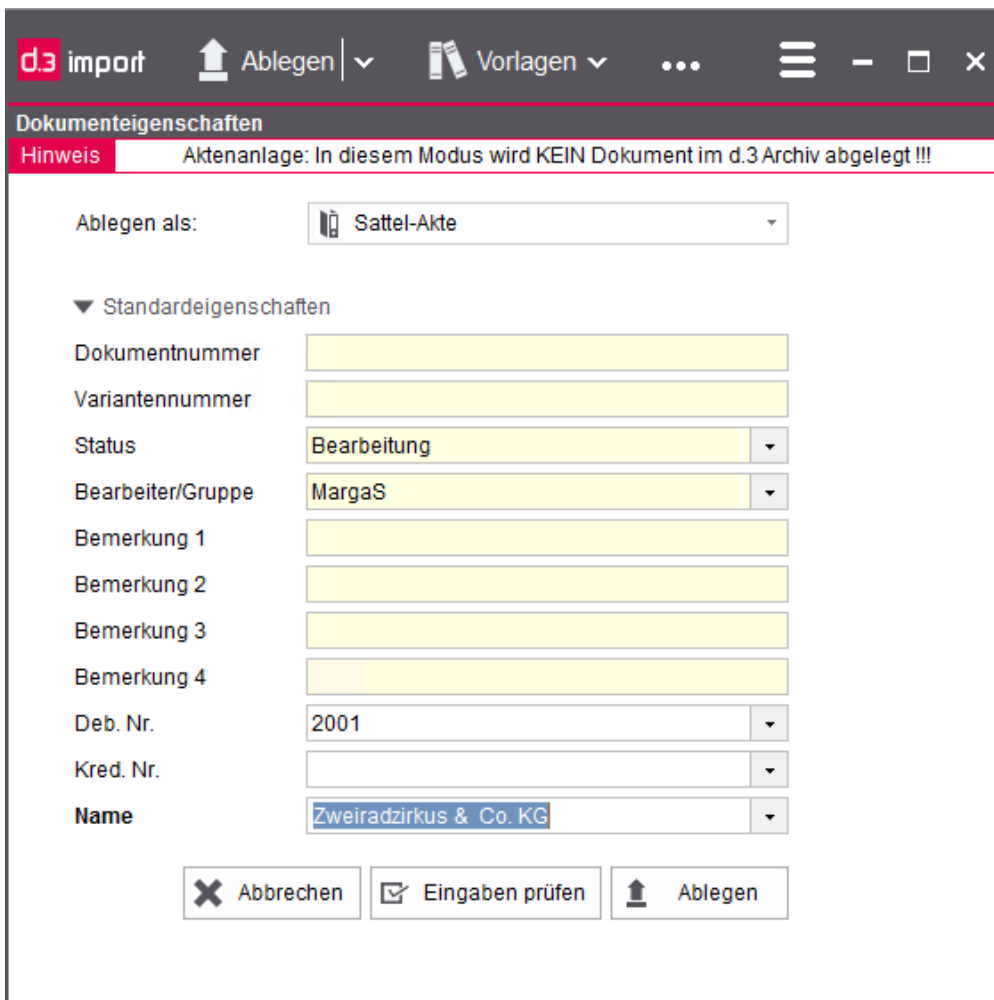 d.3 import Ablegen Vorlagen
Dokumenteigenschaften
Hinweis Aktenanlage: In diesem Modus wird KEIN Dokument im d.3 Archiv abgelegt !!!
Ablegen als: Sattel-Akte
Standardeigenschaften
Dokumentnummer
Variantennummer
Status Bearbeitung
Bearbeiter/Gruppe MargaS
Bemerkung 1
Bemerkung 2
Bemerkung 3
Bemerkung 4
Deb. Nr. 2001
Kred. Nr.
Name Zweiradzirkus & Co. KG
Abbrechen Eingaben prüfen Ablegen